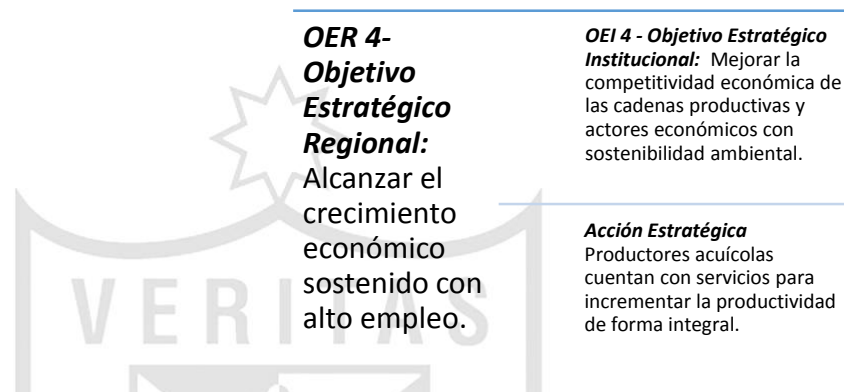 OER 4-
Objetivo
Estratégico
Regional:
Alcanzar el
crecimiento
económico
sostenido con
alto empleo.
OEI 4 - Objetivo Estratégico
Institucional: Mejorar la
competitividad económica de
las cadenas productivas y
actores económicos con
sostenibilidad ambiental.
Acción Estratégica
Productores acuícolas
cuentan con servicios para
incrementar la productividad
de forma integral.
VERITAS